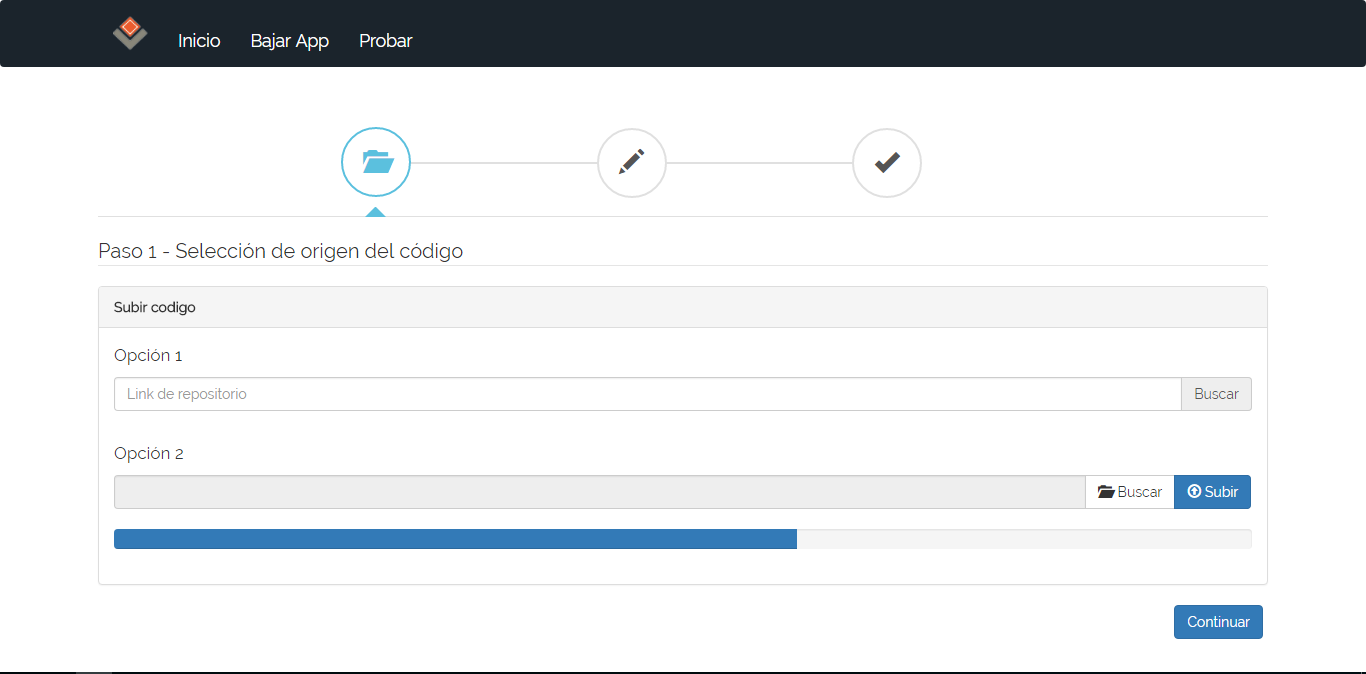 Inicio Bajar App Probar
Paso 1 - Selección de origen del código
Subir codigo
Opción 1
Link de repositorio Buscar
Opción 2
Buscar Subir
Continuar